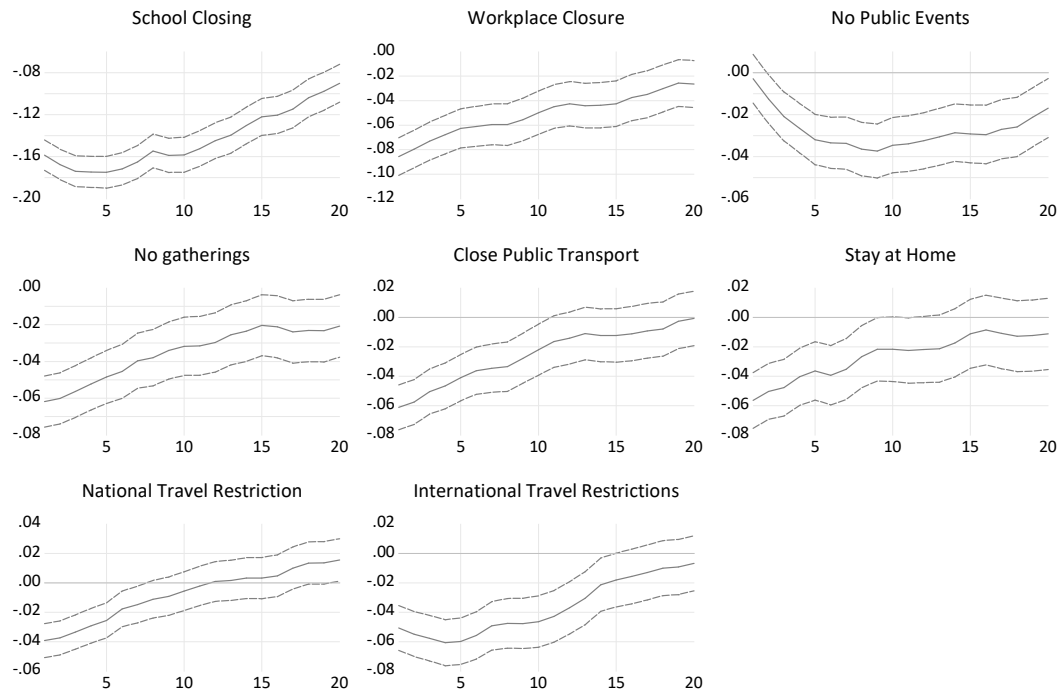 School Closing
-.08
-.12
-.16
-.20
5 10 15 20
Workplace Closure
.00
-.02
-.04
-.06
-.08
-.10
-.12
5 10 15 20
No Public Events
.00
-.02
-.04
-.06
5 10 15 20
No gatherings
.00
-.02
-.04
-.06
-.08
5 10 15 20
Close Public Transport
.02
.00
-.02
-.04
-.06
-.08
5 10 15 20
Stay at Home
.02
.00
-.02
-.04
-.06
-.08
5 10 15 20
National Travel Restriction
.04
.02
.00
-.02
-.04
-.06
5 10 15 20
International Travel Restrictions
.02
.00
-.02
-.04
-.06
-.08
5 10 15 20